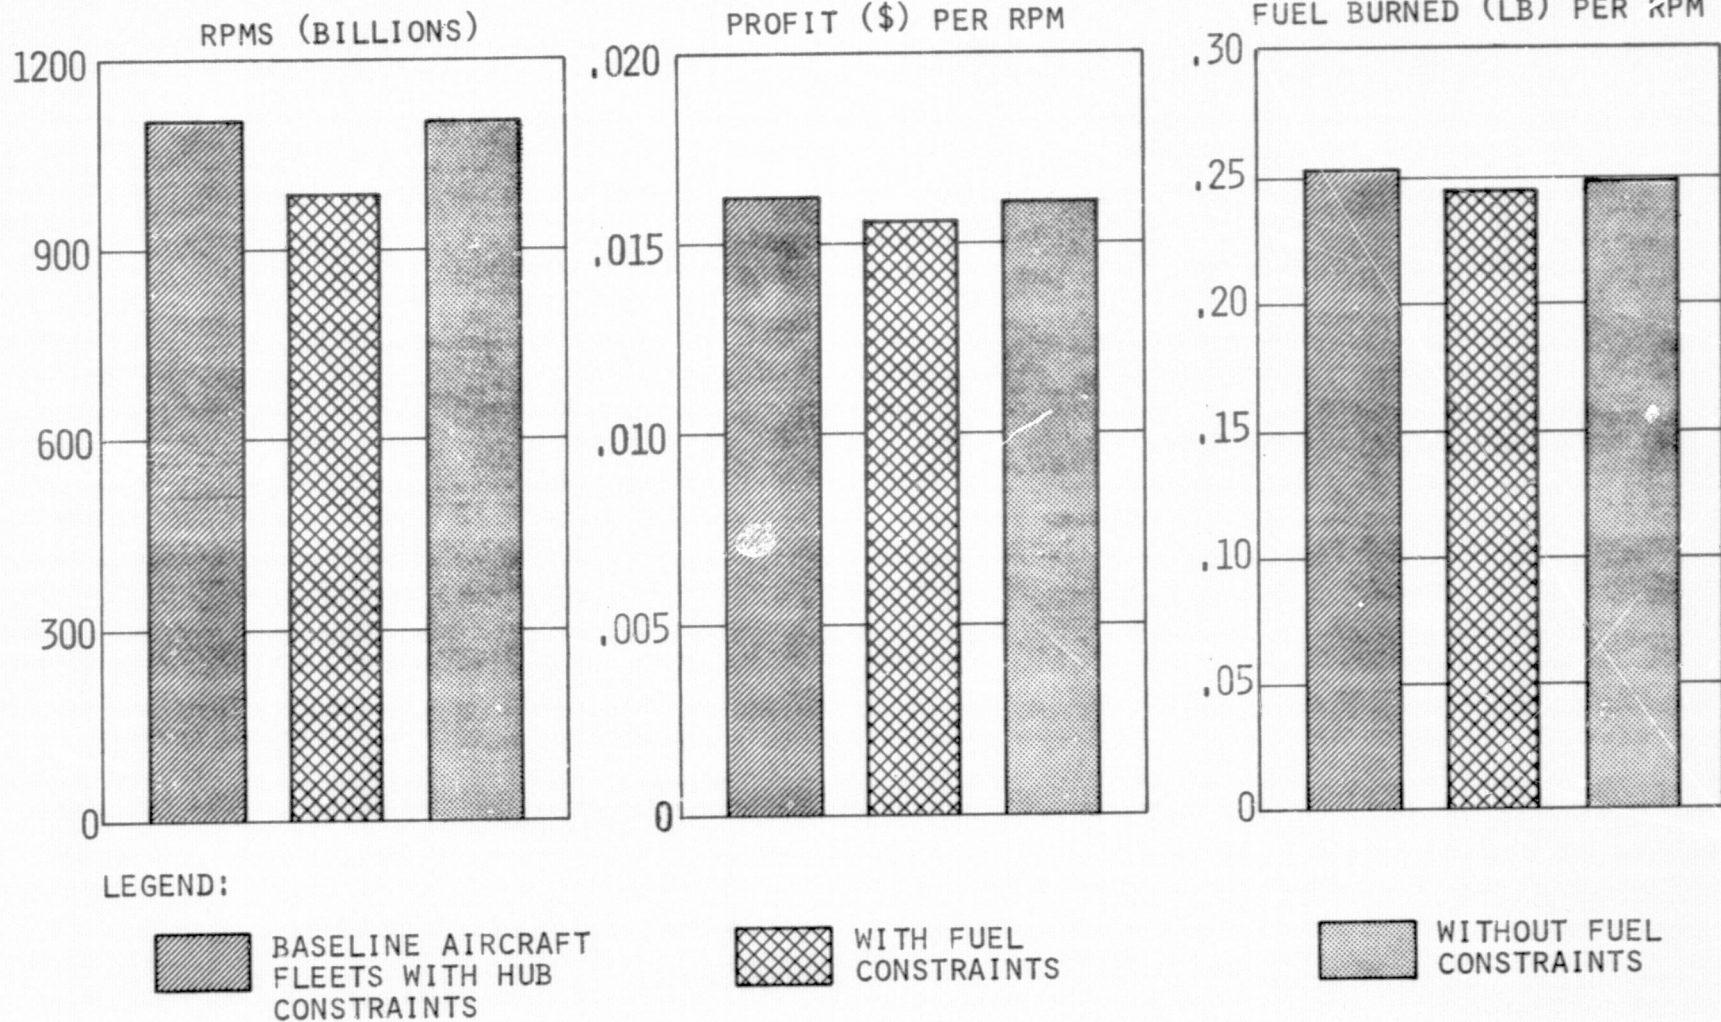 RPMS (BILLIONS)
1200
900
600
300
0
PROFIT ($) PER RPM
.020
.015
.010
.005
0
FUEL BURNED (LB) PER RPM
.30
.25
.20
.15
.10
.05
0
LEGEND:
BASELINE AIRCRAFT
FLEETS WITH HUB
CONSTRAINTS
WITH FUEL
CONSTRAINTS
WITHOUT FUEL
CONSTRAINTS